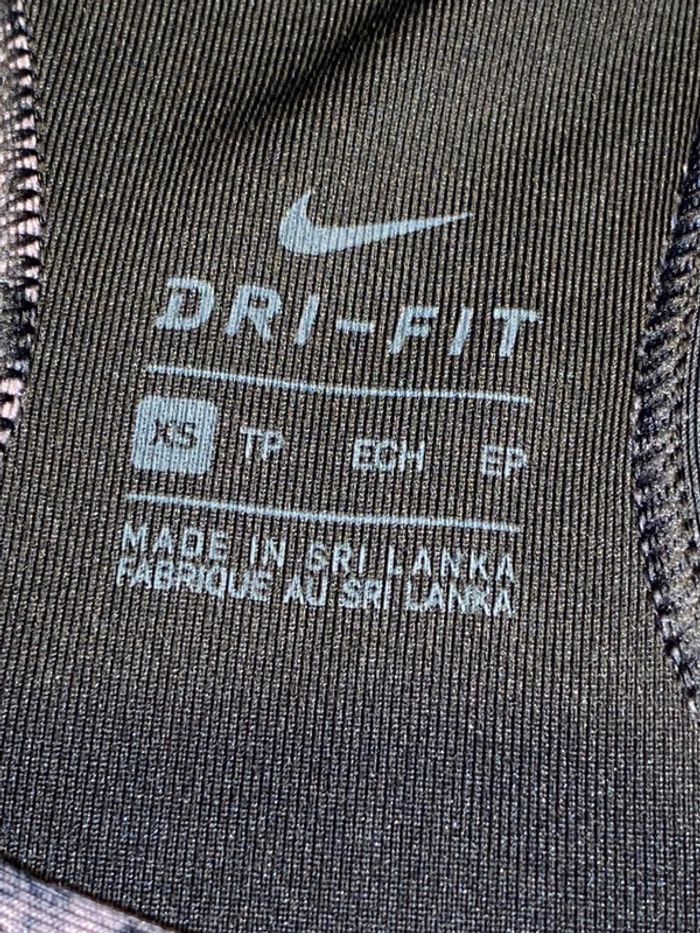 DRI-FIT
XS TP ECH EP
MADE IN SRI LANKA
FABRIQUE AU SRI LANKA